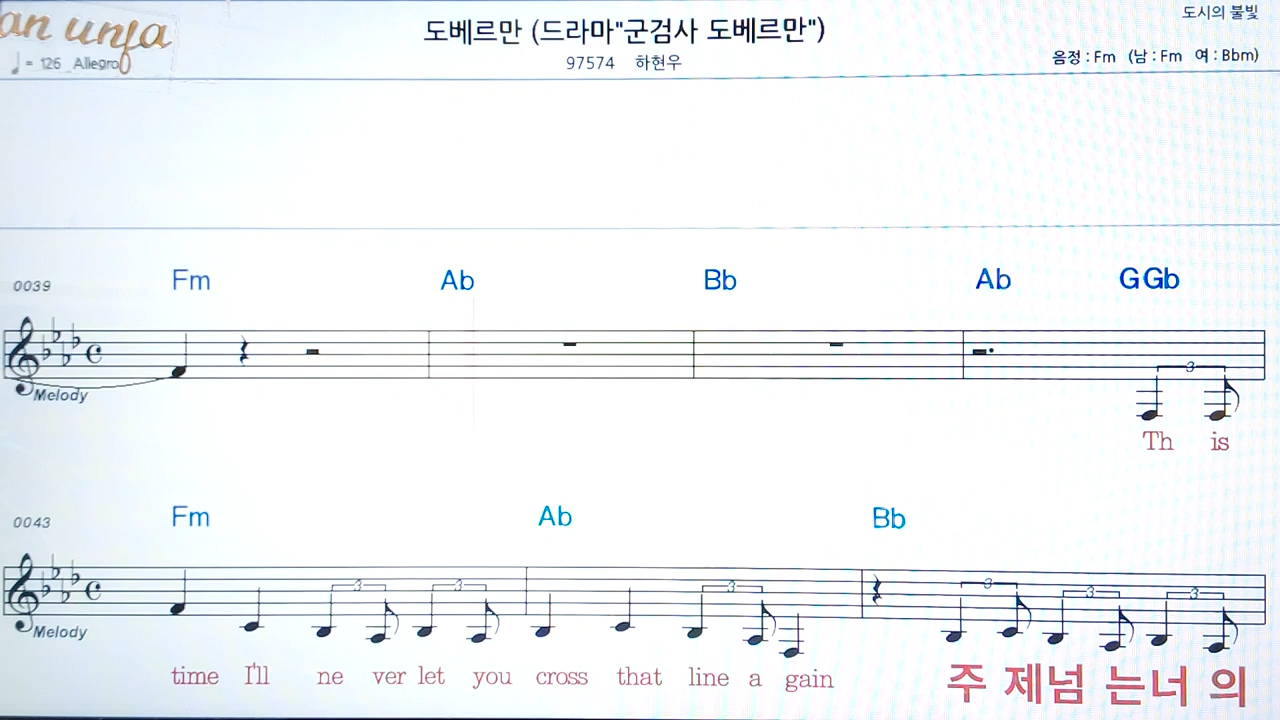 an unja
도시의 불빛
도베르만 (드라마"군검사 도베르만")
♩ = 126 Allegro
97574 하현우
음정 : Fm (남 : Fm 여 : Bbm)
0039 Fm Ab Bb Ab G Gb
3
Melody
Th is
0043 Fm Ab Bb
3 3 3 3 3 3
Melody
time I'll ne ver let you cross that line a gain 주 제넘 는너 의